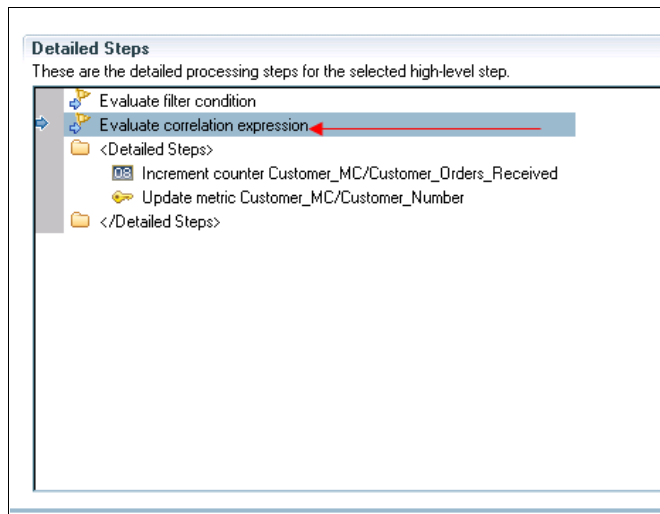 Detailed Steps
These are the detailed processing steps for the selected high-level step.
Evaluate filter condition
Evaluate correlation expression
<Detailed Steps>
08 Increment counter Customer_MC/Customer_Orders_Received
Update metric Customer_MC/Customer_Number
</Detailed Steps>